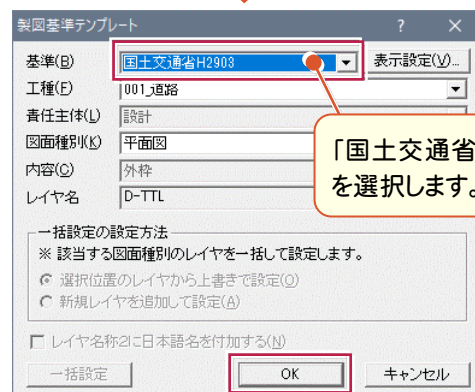 製図基準テンプレート ? ×
基準(B) 国土交通省H2903 表示設定(V)...
工種(F) 001_道路
責任主体(L) 設計
図面種別(K) 平面図
内容(C) 外枠
レイヤ名 D-TTL
「国土交通省
を選択します。
一括設定の設定方法
※ 該当する図面種別のレイヤを一括して設定します。
選択位置のレイヤから上書きで設定(O)
新規レイヤを追加して設定(A)
レイヤ名称2に日本語名を付加する(N)
一括設定 OK キャンセル